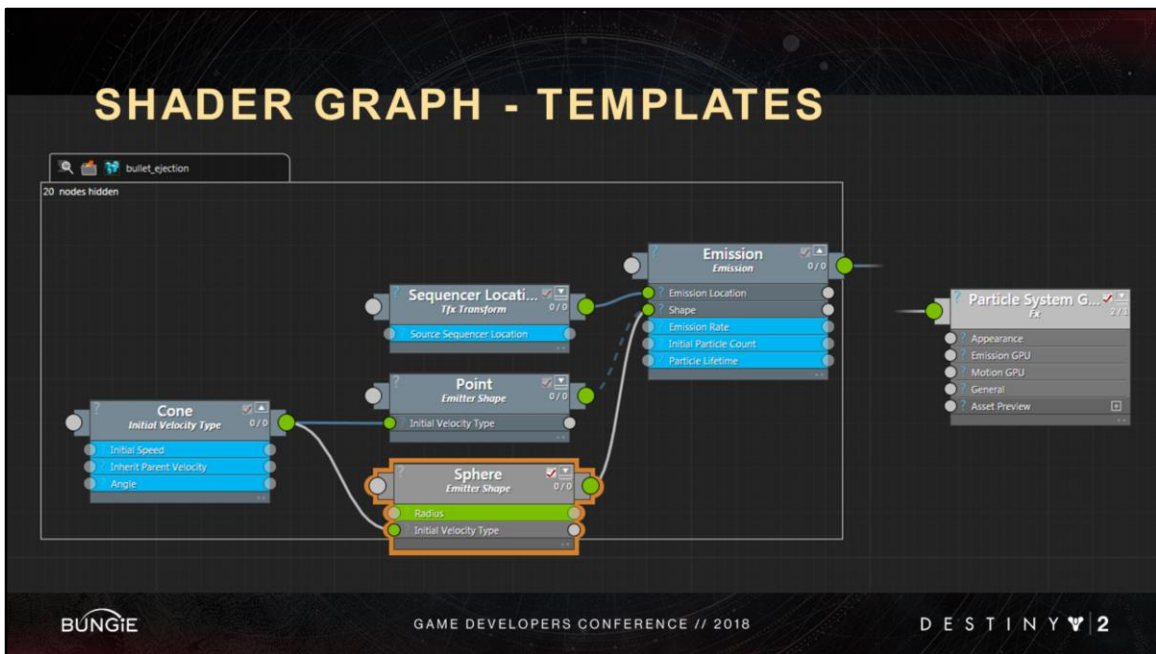 SHADER GRAPH - TEMPLATES
bullet_ejection
20 nodes hidden
Emission
Emission
0/0
Emission Location
Shape
Emission Rate
Initial Particle Count
Particle Lifetime
Sequencer Locati...
Tfx Transform
0/0
Source Sequencer Location
Particle System G...
Fx
2/1
Appearance
Emission GPU
Motion GPU
General
Asset Preview
Point
Emitter Shape
0/0
Initial Velocity Type
Cone
Initial Velocity Type
0/0
Initial Speed
Inherit Parent Velocity
Angle
Sphere
Emitter Shape
0/0
Radius
Initial Velocity Type
BUNGiE
GAME DEVELOPERS CONFERENCE // 2018
DESTINY 2